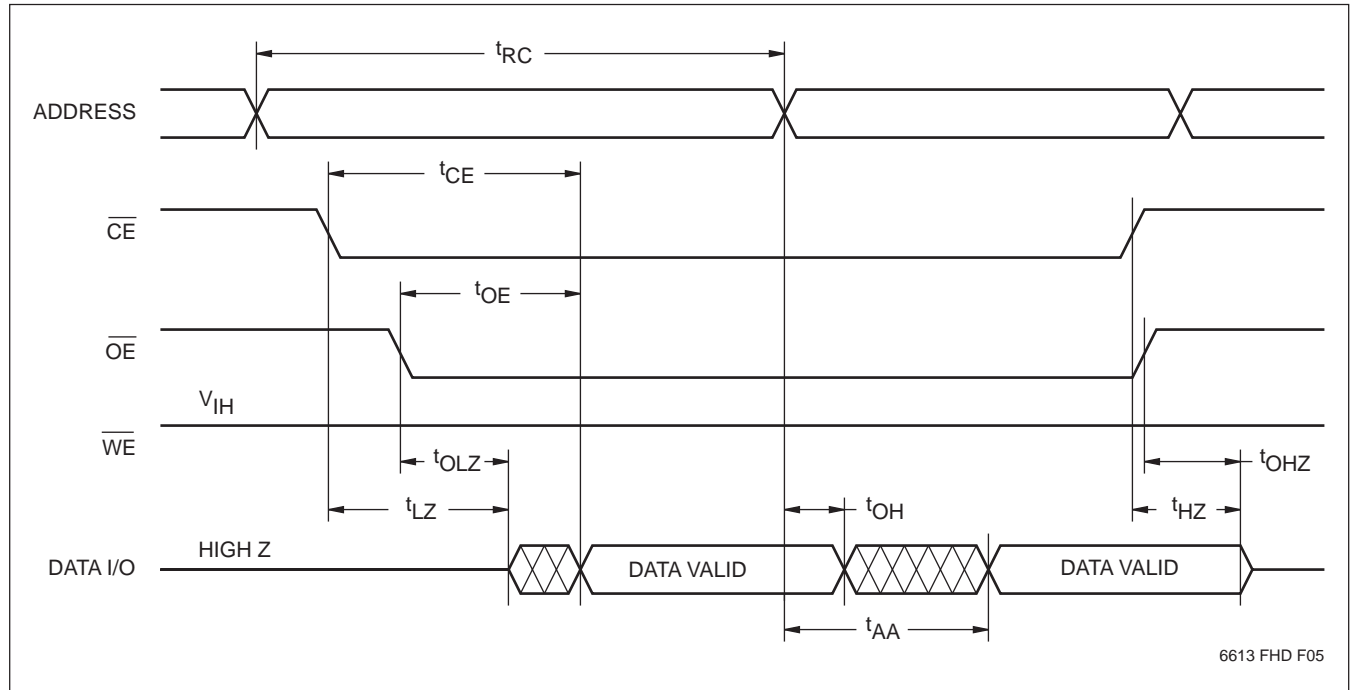 tRC
ADDRESS
tCE
CE
tOE
OE
VIH
WE
tOLZ
tOHZ
tLZ
tOH
tHZ
HIGH Z
DATA I/O
DATA VALID
DATA VALID
tAA
6613 FHD F05